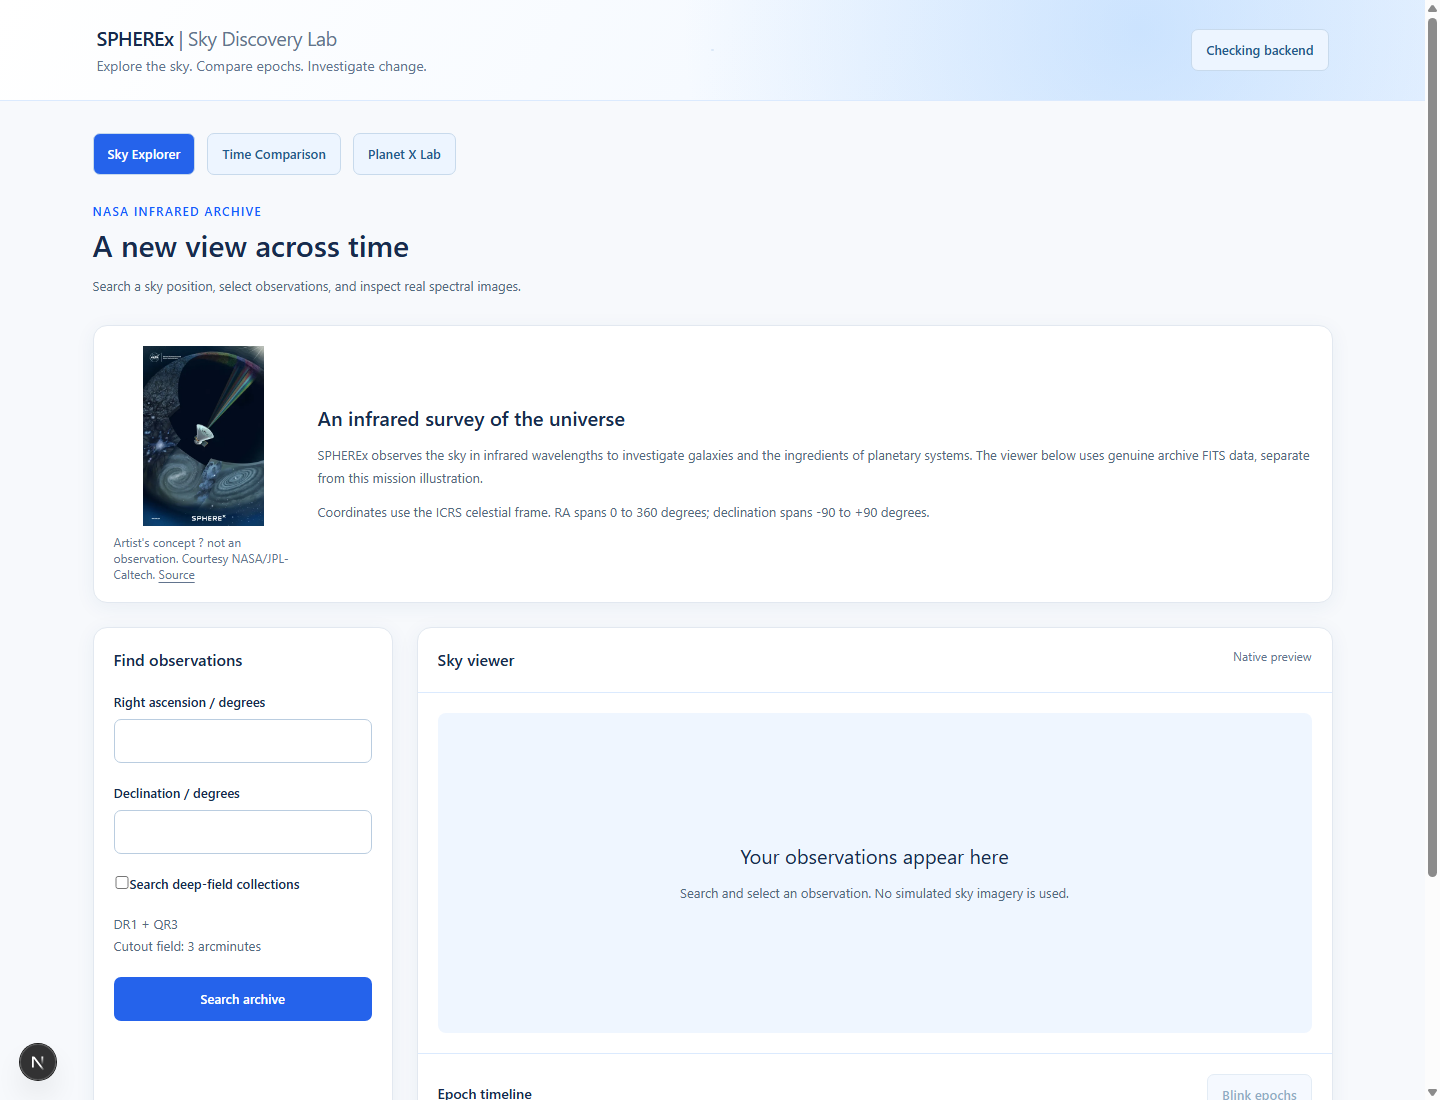 SPHEREx | Sky Discovery Lab
Explore the sky. Compare epochs. Investigate change.
Checking backend
Sky Explorer
Time Comparison
Planet X Lab
NASA INFRARED ARCHIVE
A new view across time
Search a sky position, select observations, and inspect real spectral images.
SPHEREx
Artist's concept ? not an
observation. Courtesy NASA/JPL-
Caltech. Source
An infrared survey of the universe
SPHEREx observes the sky in infrared wavelengths to investigate galaxies and the ingredients of planetary systems. The viewer below uses genuine archive FITS data, separate
from this mission illustration.
Coordinates use the ICRS celestial frame. RA spans 0 to 360 degrees; declination spans -90 to +90 degrees.
Find observations
Right ascension / degrees
Declination / degrees
Search deep-field collections
DR1 + QR3
Cutout field: 3 arcminutes
Search archive
Sky viewer
Native preview
Your observations appear here
Search and select an observation. No simulated sky imagery is used.
Epoch timeline
Blink epochs
N